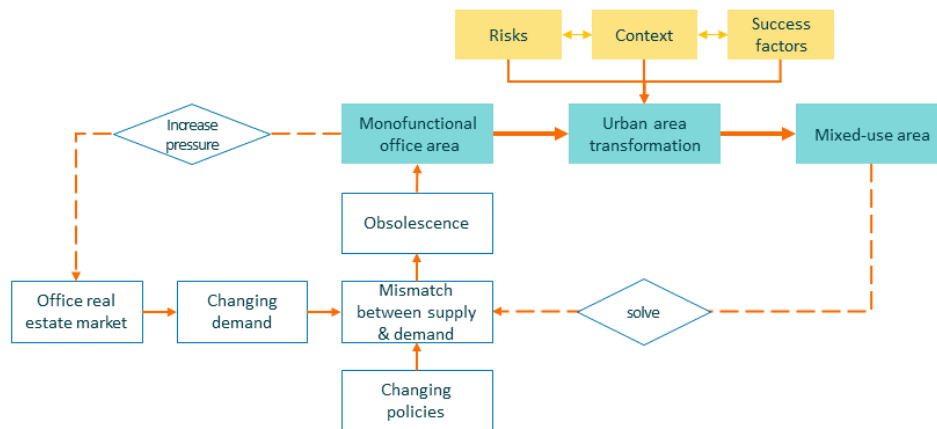 Risks
Context
Success
factors
Increase
pressure
Monofunctional
office area
Urban area
transformation
Mixed-use area
Obsolescence
Office real
estate market
Changing
demand
Mismatch
between supply
& demand
solve
Changing
policies